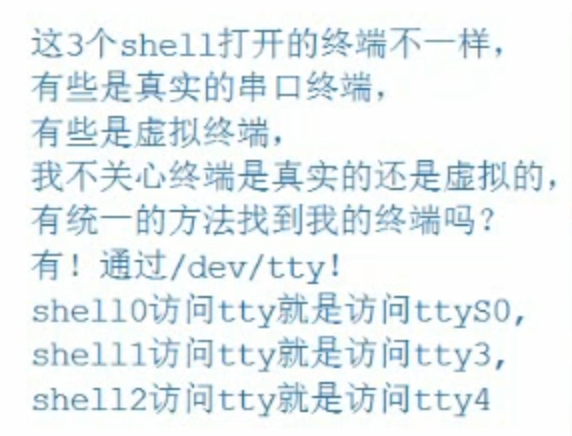 这3个shell打开的终端不一样，
有些是真实的串口终端，
有些是虚拟终端，
我不关心终端是真实的还是虚拟的，
有统一的方法找到我的终端吗？
有！通过/dev/tty!
shell0访问tty就是访问ttyS0,
shell1访问tty就是访问tty3,
shell2访问tty就是访问tty4